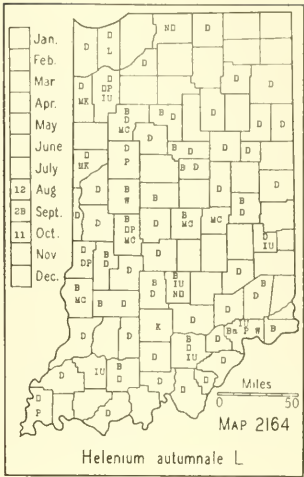 Jan.
Feb.
Mar
Apr.
May
June
July
12 Aug
28 Sept.
11 Oct.
Nov
Dec.
D D ND D
L
D D D D D
MK DP
IU
B B D D
D D
MC
D P B D D
MK B D
D B B D
W
D B B MC B
D DP MC D
MC
D B D
DP D IU
B B D B B
MC D IU
ND
D D K B D
D
IU
Bn P W B
D IU B D D
D
D D D
P D
Miles
0 50
MAP 2164
Helenium autumnale L